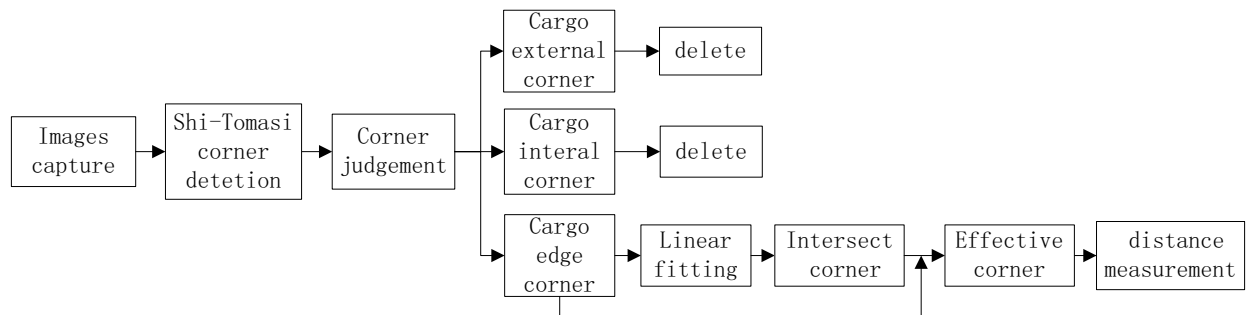 Images
capture
Shi-Tomasi
corner
detetion
Corner
judgement
Cargo
external
corner
delete
Cargo
interal
corner
delete
Cargo
edge
corner
Linear
fitting
Intersect
corner
Effective
corner
distance
measurement